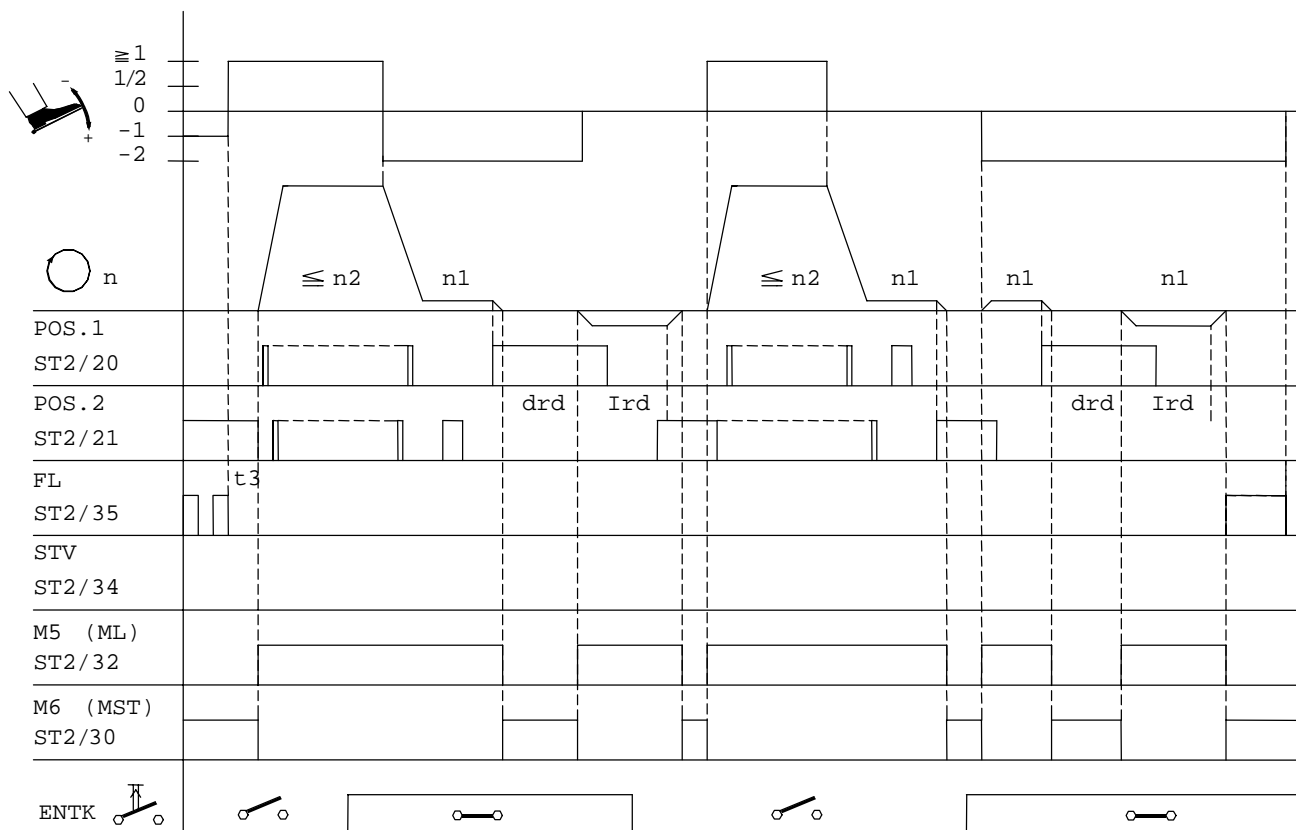 ≧1
1/2
0
-1
-2
-
+
n
≦ n2
n1
≦ n2
n1
n1
n1
POS.1
ST2/20
POS.2
drd
Ird
drd
Ird
ST2/21
FL
t3
ST2/35
STV
ST2/34
M5 (ML)
ST2/32
M6 (MST)
ST2/30
ENTK